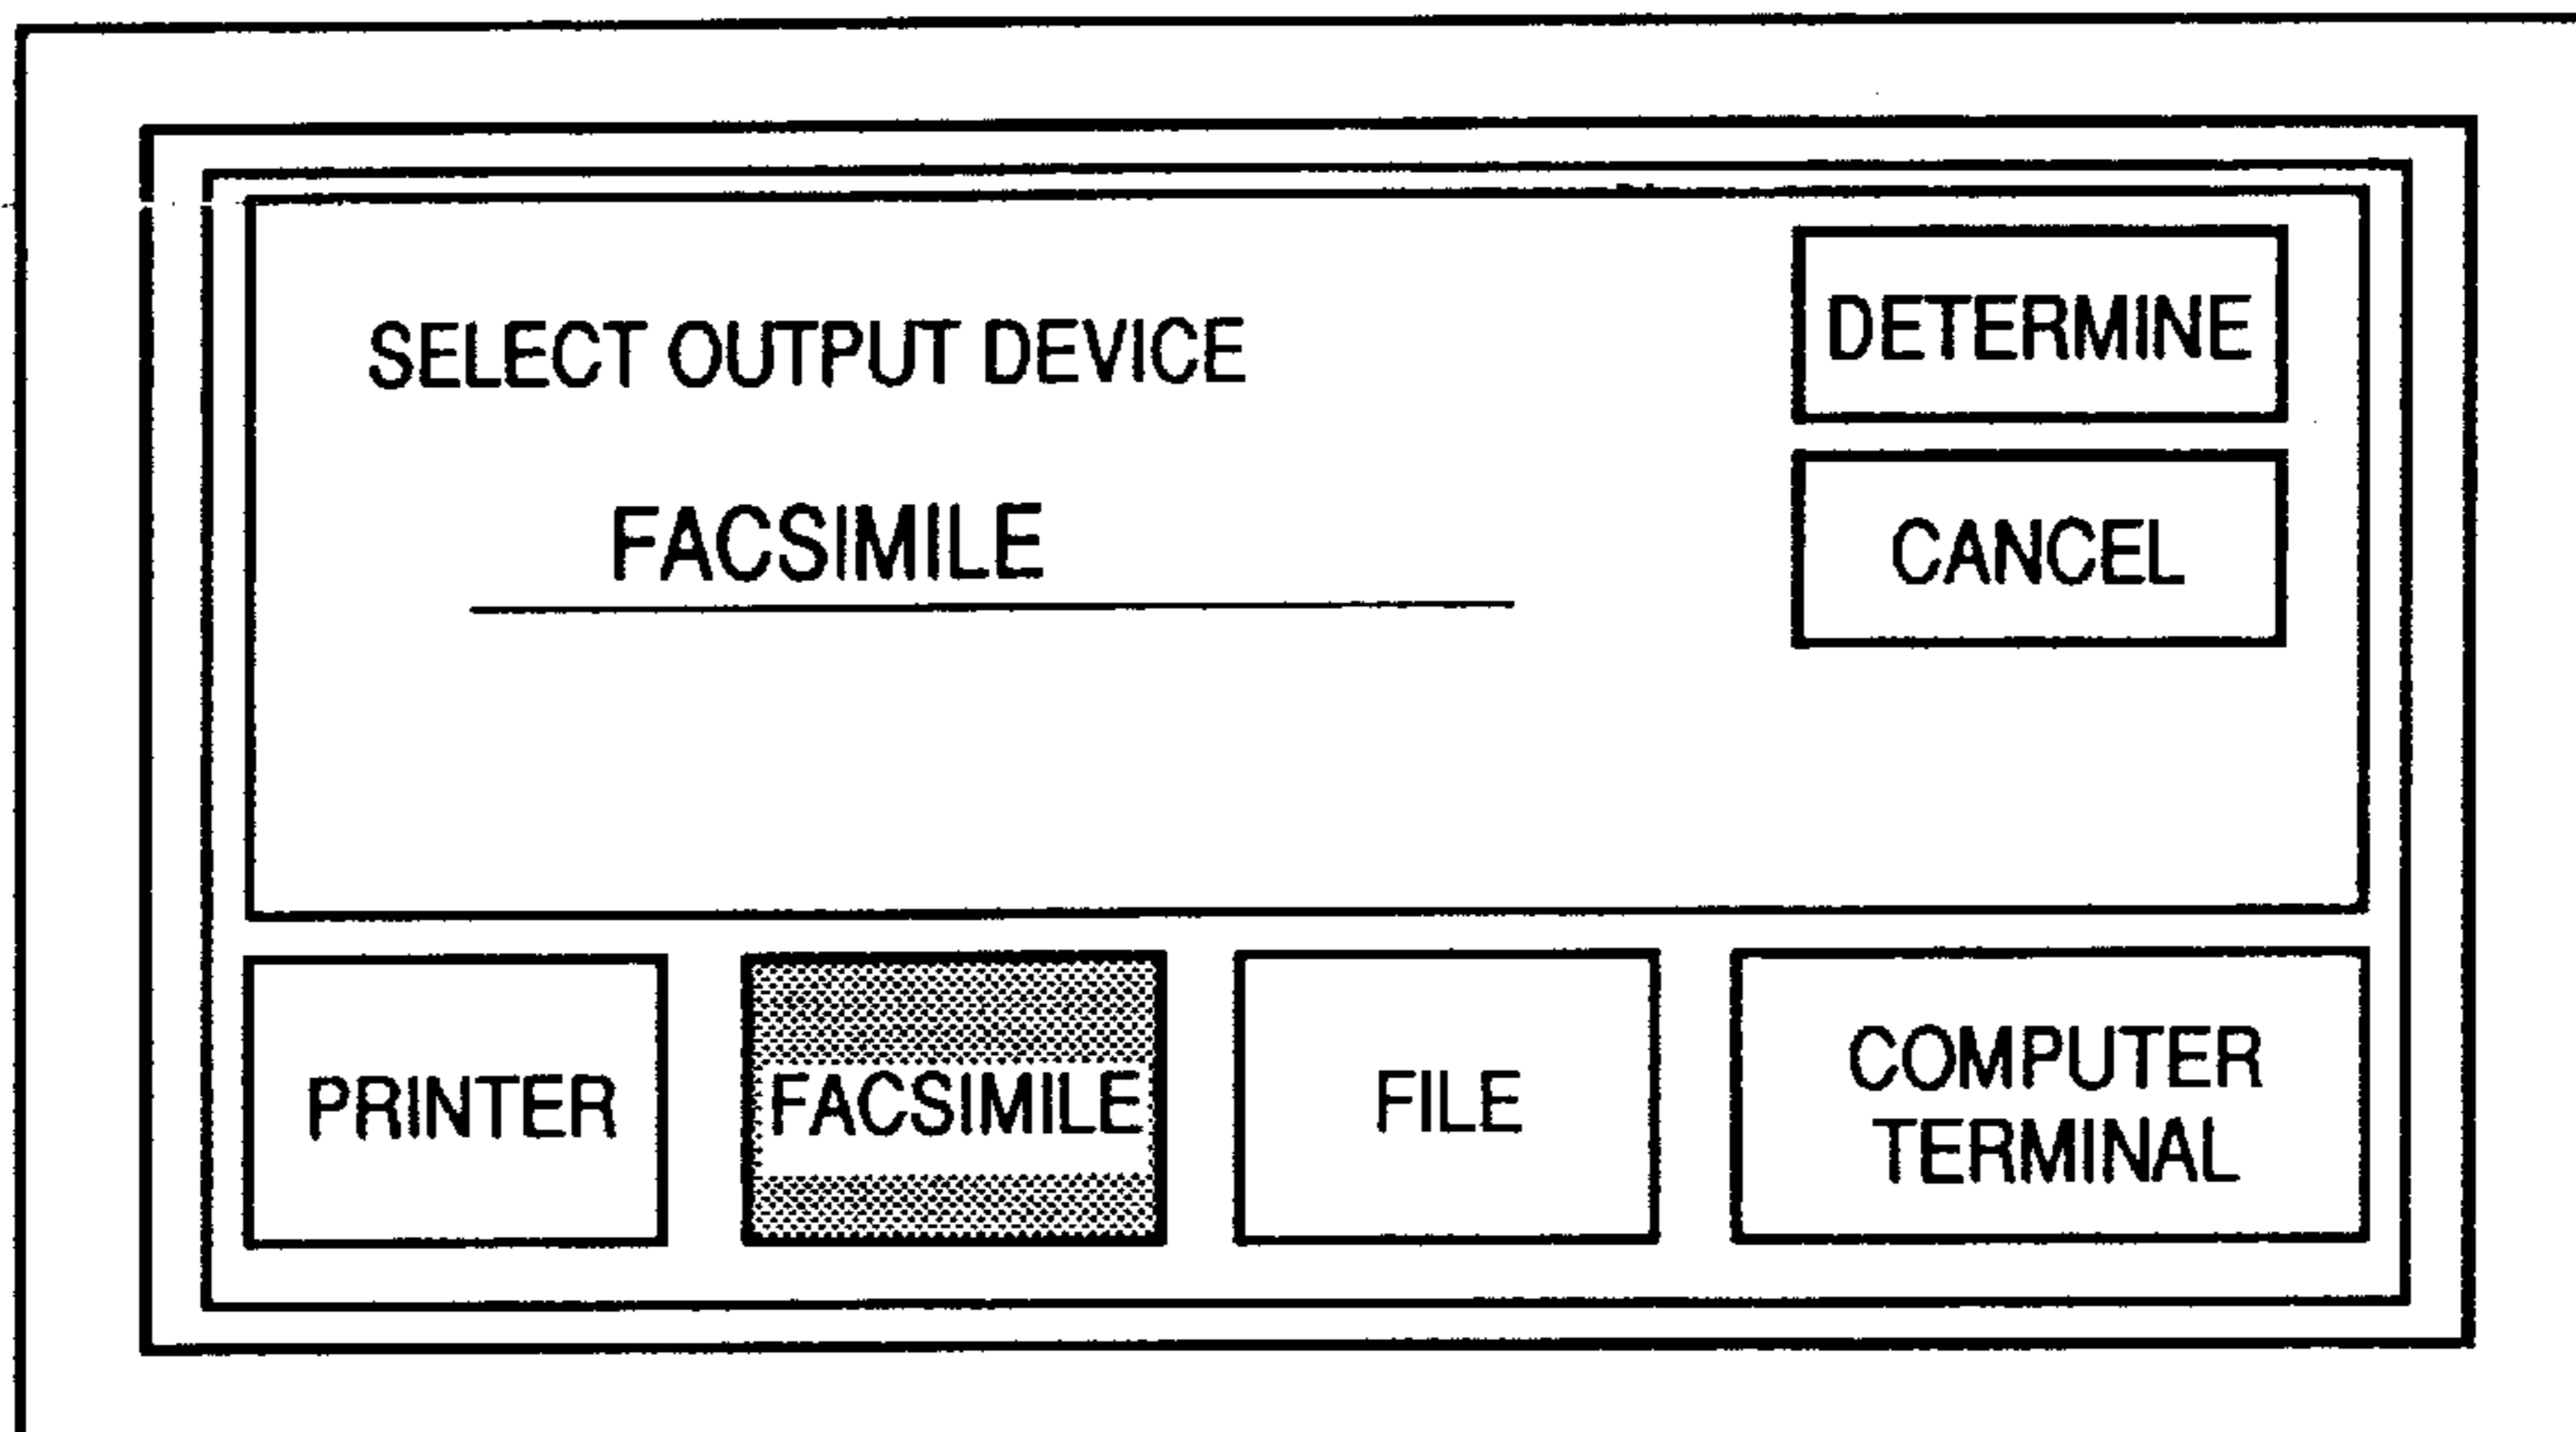 SELECT OUTPUT DEVICE
FACSIMILE
DETERMINE
CANCEL
PRINTER
FACSIMILE
FILE
COMPUTER
TERMINAL